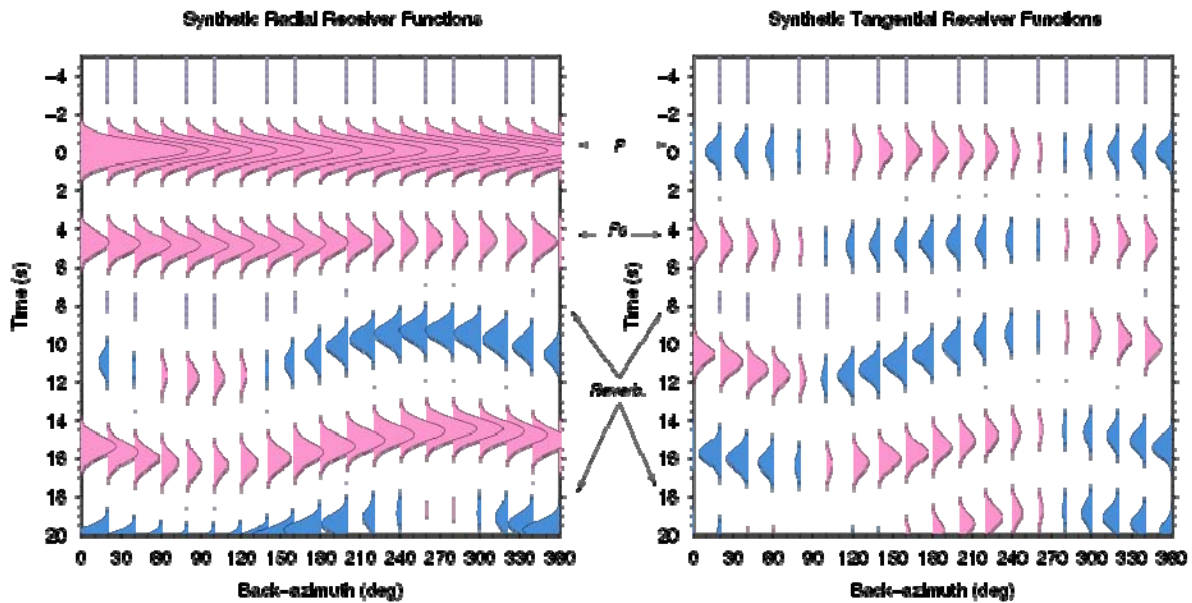 Synthetic Radial Receiver Functions
Synthetic Tangential Receiver Functions
Time (s)
-4
-2
0
2
4
6
8
10
12
14
16
18
20
0 30 60 90 120 150 180 210 240 270 300 330 360
Back-azimuth (deg)
Ps
Reverb.
Time (s)
-4
-2
0
2
4
6
8
10
12
14
16
18
20
0 30 60 90 120 150 180 210 240 270 300 330 360
Back-azimuth (deg)